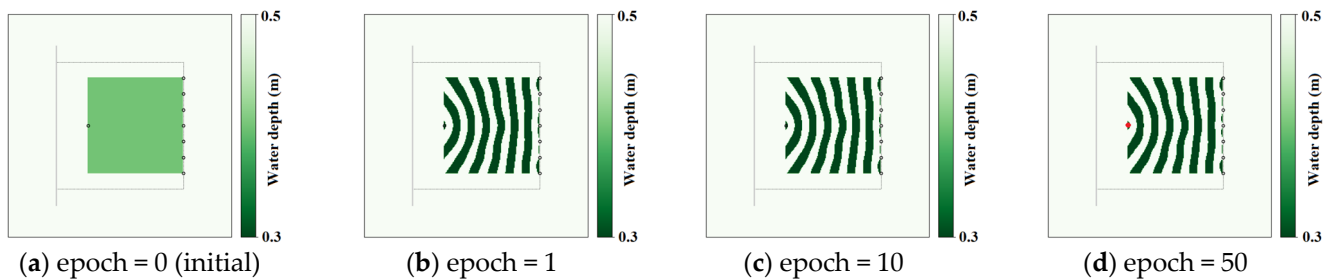 0.5
Water depth (m)
0.3
(a) epoch = 0 (initial)
0.5
Water depth (m)
0.3
(b) epoch = 1
0.5
Water depth (m)
0.3
(c) epoch = 10
0.5
Water depth (m)
0.3
(d) epoch = 50